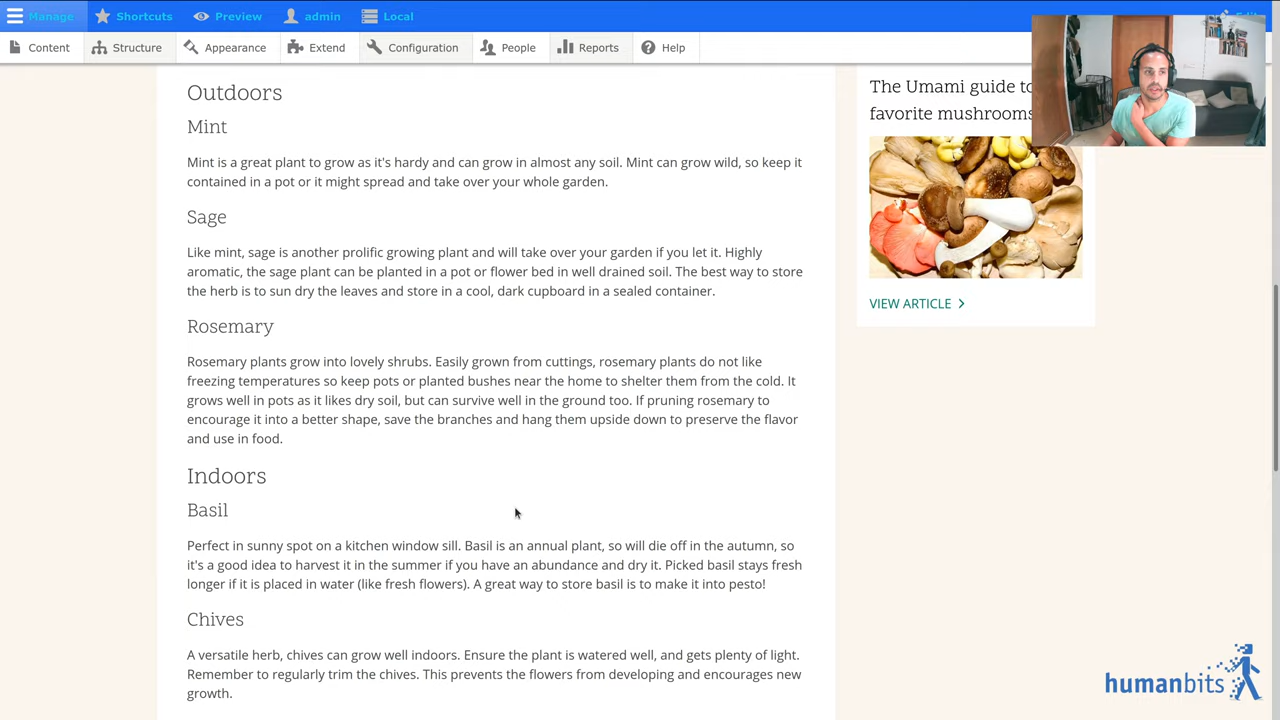 Manage
Shortcuts
Preview
admin
Local
Edit
Content
Structure
Appearance
Extend
Configuration
People
Reports
Help
Outdoors
Mint
Mint is a great plant to grow as it's hardy and can grow in almost any soil. Mint can grow wild, so keep it
contained in a pot or it might spread and take over your whole garden.
Sage
Like mint, sage is another prolific growing plant and will take over your garden if you let it. Highly
aromatic, the sage plant can be planted in a pot or flower bed in well drained soil. The best way to store
the herb is to sun dry the leaves and store in a cool, dark cupboard in a sealed container.
Rosemary
Rosemary plants grow into lovely shrubs. Easily grown from cuttings, rosemary plants do not like
freezing temperatures so keep pots or planted bushes near the home to shelter them from the cold. It
grows well in pots as it likes dry soil, but can survive well in the ground too. If pruning rosemary to
encourage it into a better shape, save the branches and hang them upside down to preserve the flavor
and use in food.
Indoors
Basil
Perfect in sunny spot on a kitchen window sill. Basil is an annual plant, so will die off in the autumn, so
it's a good idea to harvest it in the summer if you have an abundance and dry it. Picked basil stays fresh
longer if it is placed in water (like fresh flowers). A great way to store basil is to make it into pesto!
Chives
A versatile herb, chives can grow well indoors. Ensure the plant is watered well, and gets plenty of light.
Remember to regularly trim the chives. This prevents the flowers from developing and encourages new
growth.
The Umami guide to
favorite mushrooms
VIEW ARTICLE
humanbits